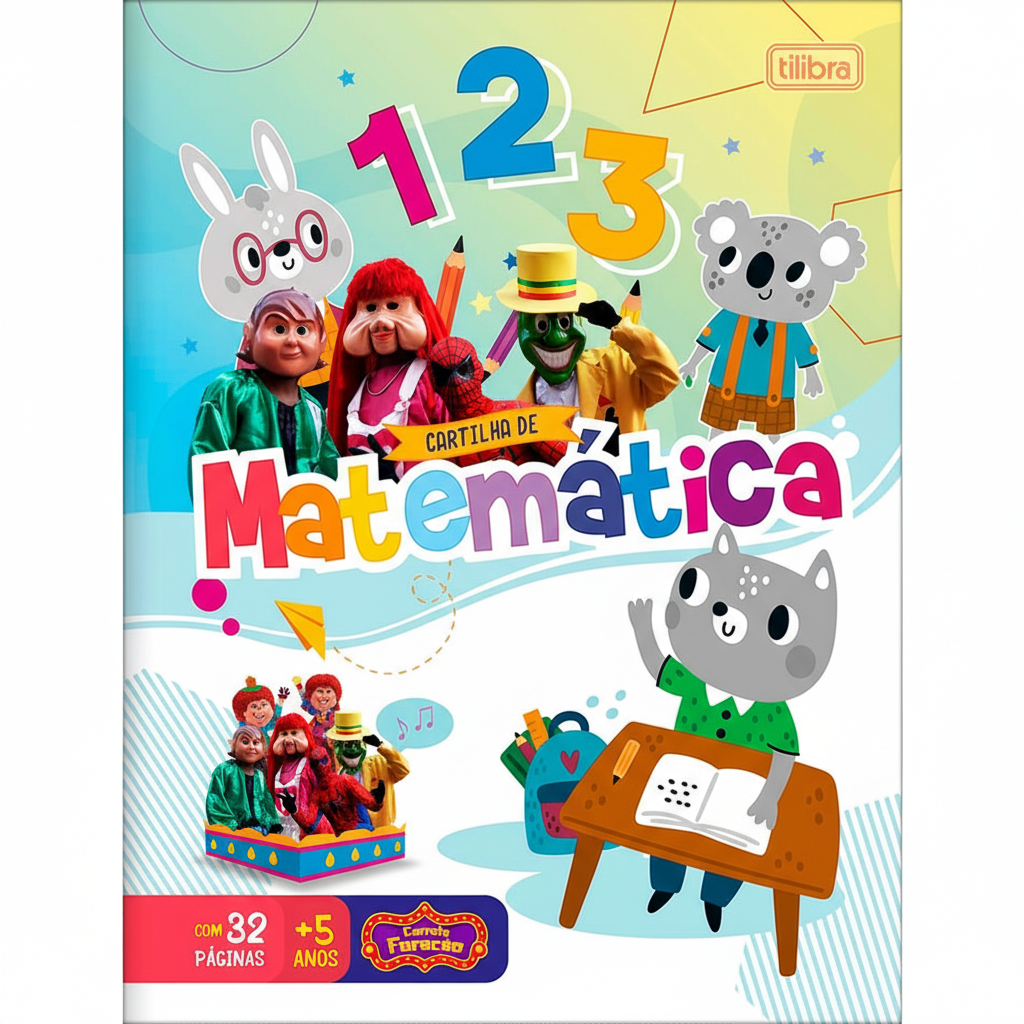 tilibra
1 2 3
CARTILHA DE
Matemática
COM 32
PÁGINAS
+5
ANOS
Carreta
Furacão